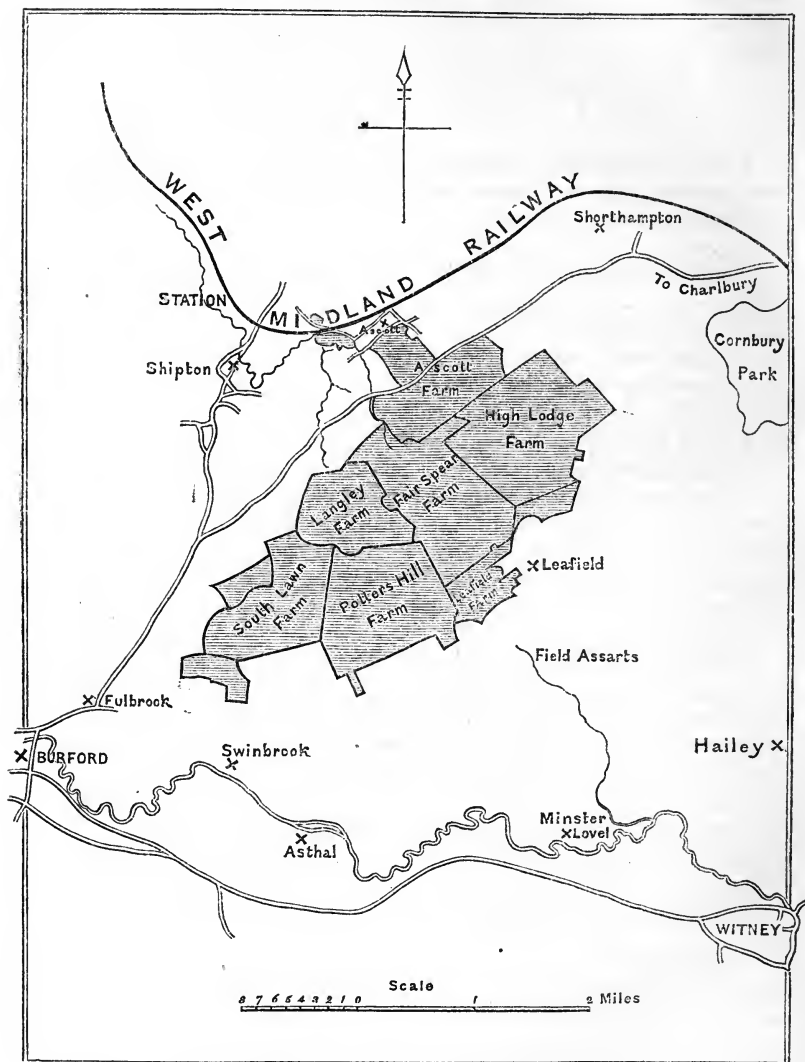 WEST MIDLAND RAILWAY
Shorthampton
To Charlbury
STATION
Ascott
Cornbury
Park
Shipton
Ascott
Farm
High Lodge
Farm
Fair Spear
Farm
Langley
Farm
Leafield
Potters Hill
Farm
Leafield
Farm
South Lawn
Farm
Field Assarts
Fulbrook
Hailey
BURFORD
Swinbrook
Minster
Lovel
Asthal
WITNEY
Scale
8 7 6 5 4 3 2 1 0 1 2 Miles